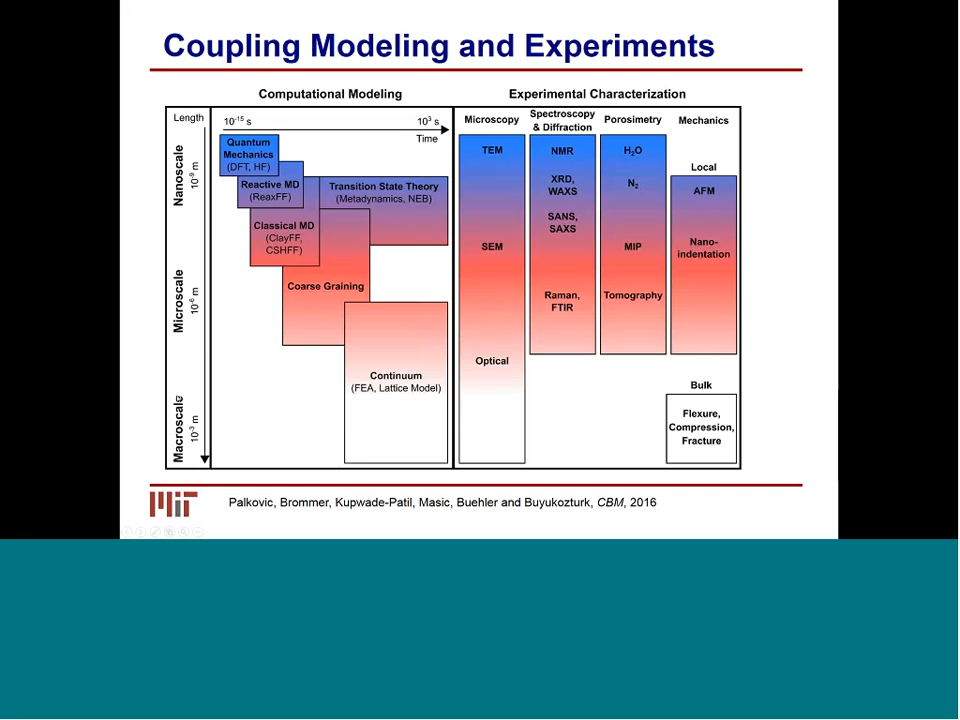 Coupling Modeling and Experiments
Computational Modeling
Experimental Characterization
Length
10-15 s
103 s
Time
Nanoscale
10-9 m
Microscale
10-6 m
Macroscale
10-3 m
Quantum
Mechanics
(DFT, HF)
Reactive MD
(ReaxFF)
Transition State Theory
(Metadynamics, NEB)
Classical MD
(ClayFF,
CSHFF)
Coarse Graining
Continuum
(FEA, Lattice Model)
Microscopy
TEM
SEM
Optical
Spectroscopy
& Diffraction
NMR
XRD,
WAXS
SANS,
SAXS
Raman,
FTIR
Porosimetry
H2O
N2
MIP
Tomography
Mechanics
Local
AFM
Nano-
indentation
Bulk
Flexure,
Compression,
Fracture
MIT
Palkovic, Brommer, Kupwade-Patil, Masic, Buehler and Buyukozturk, CBM, 2016